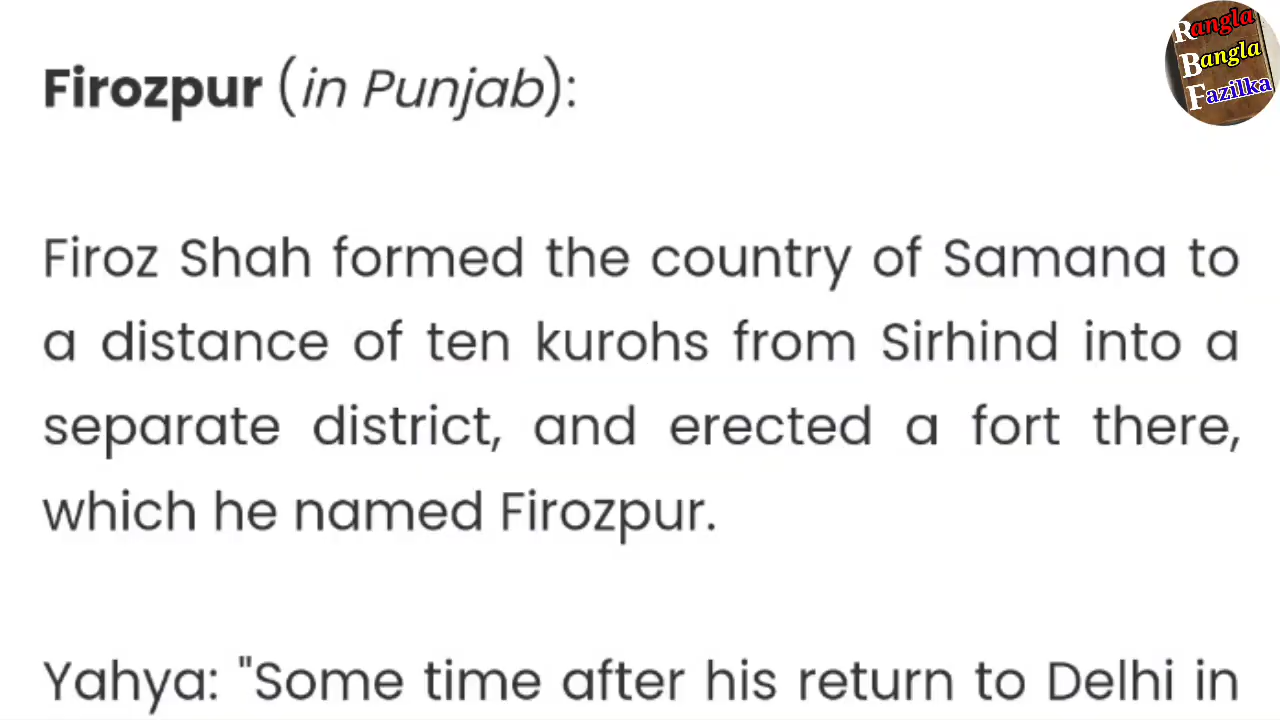 Rangla
Bangla
Fazilka
Firozpur (in Punjab):
Firoz Shah formed the country of Samana to
a distance of ten kurohs from Sirhind into a
separate district, and erected a fort there,
which he named Firozpur.
Yahya: "Some time after his return to Delhi in